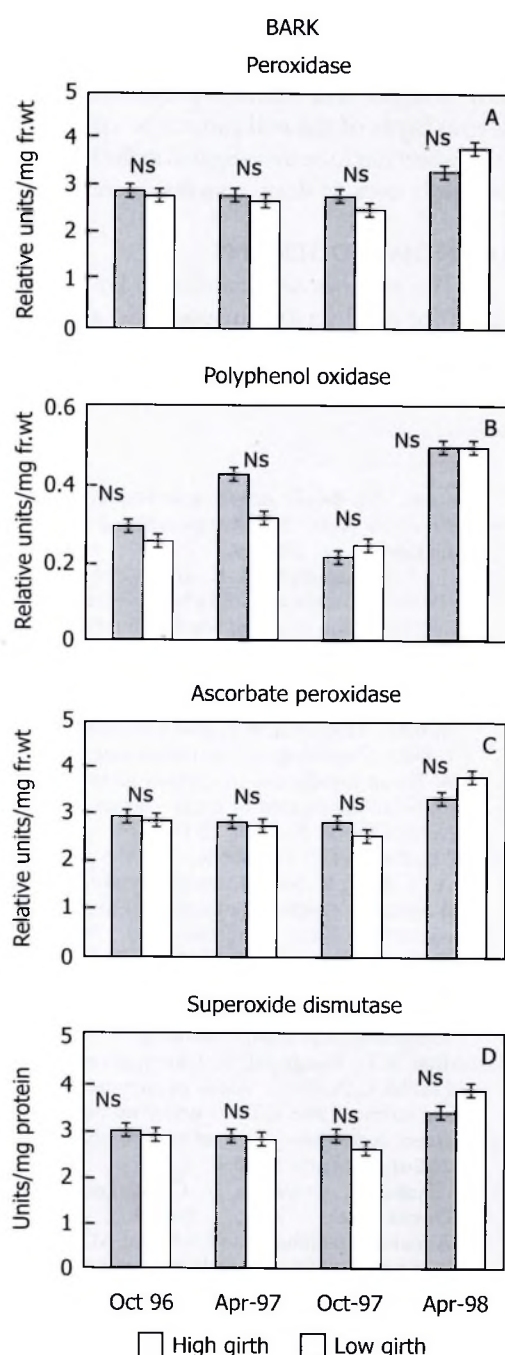 BARK
Peroxidase
Relative units/mg fr.wt
5
4
3
2
1
0
A
Ns
Ns
Ns
Ns
Polyphenol oxidase
Relative units/mg fr.wt
0.6
0.4
0.2
0
B
Ns
Ns
Ns
Ns
Ascorbate peroxidase
Relative units/mg fr.wt
5
4
3
2
1
0
C
Ns
Ns
Ns
Ns
Superoxide dismutase
Units/mg protein
5
4
3
2
1
0
D
Ns
Ns
Ns
Ns
Oct 96 Apr-97 Oct-97 Apr-98
High girth Low girth